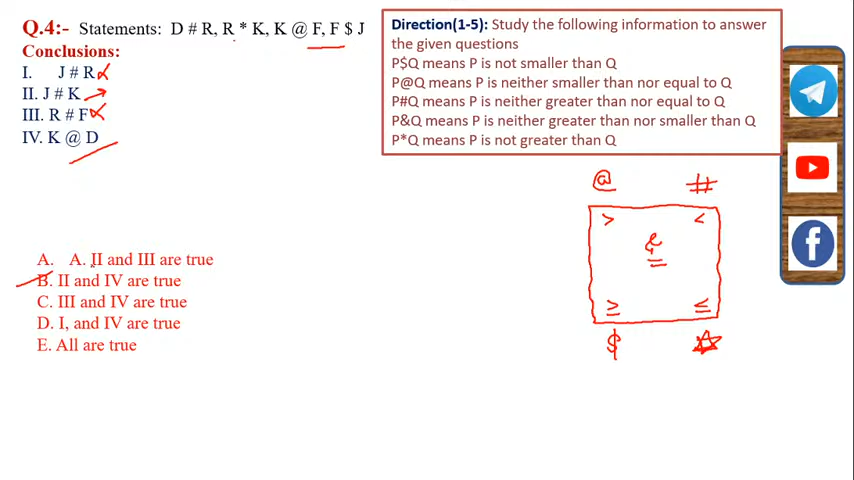 Q.4:- Statements: D # R, R * K, K @ F, F $ J
Conclusions:
I. J # R
II. J # K
III. R # F
IV. K @ D
A. A. II and III are true
B. II and IV are true
C. III and IV are true
D. I, and IV are true
E. All are true
Direction(1-5): Study the following information to answer
the given questions
P$Q means P is not smaller than Q
P@Q means P is neither smaller than nor equal to Q
P#Q means P is neither greater than nor equal to Q
P&Q means P is neither greater than nor smaller than Q
P*Q means P is not greater than Q
@ #
> <
=
≥ ≤
$